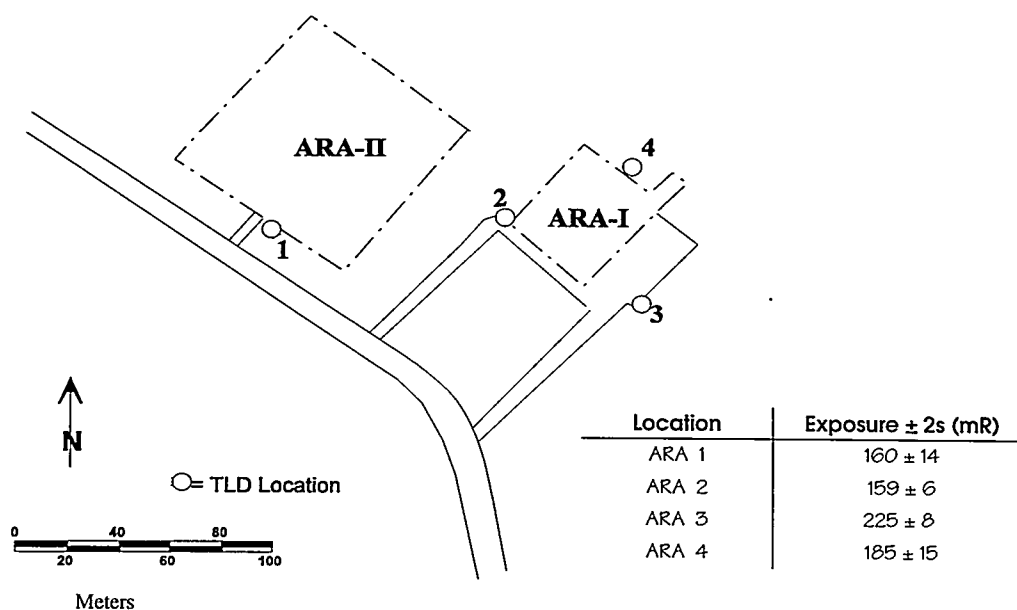 ARA-II
4
2
ARA-I
1
3
N
O= TLD Location
0 40 80
20 60 100
Meters
Location Exposure ± 2s (mR)
ARA 1 160 ± 14
ARA 2 159 ± 6
ARA 3 225 ± 8
ARA 4 185 ± 15